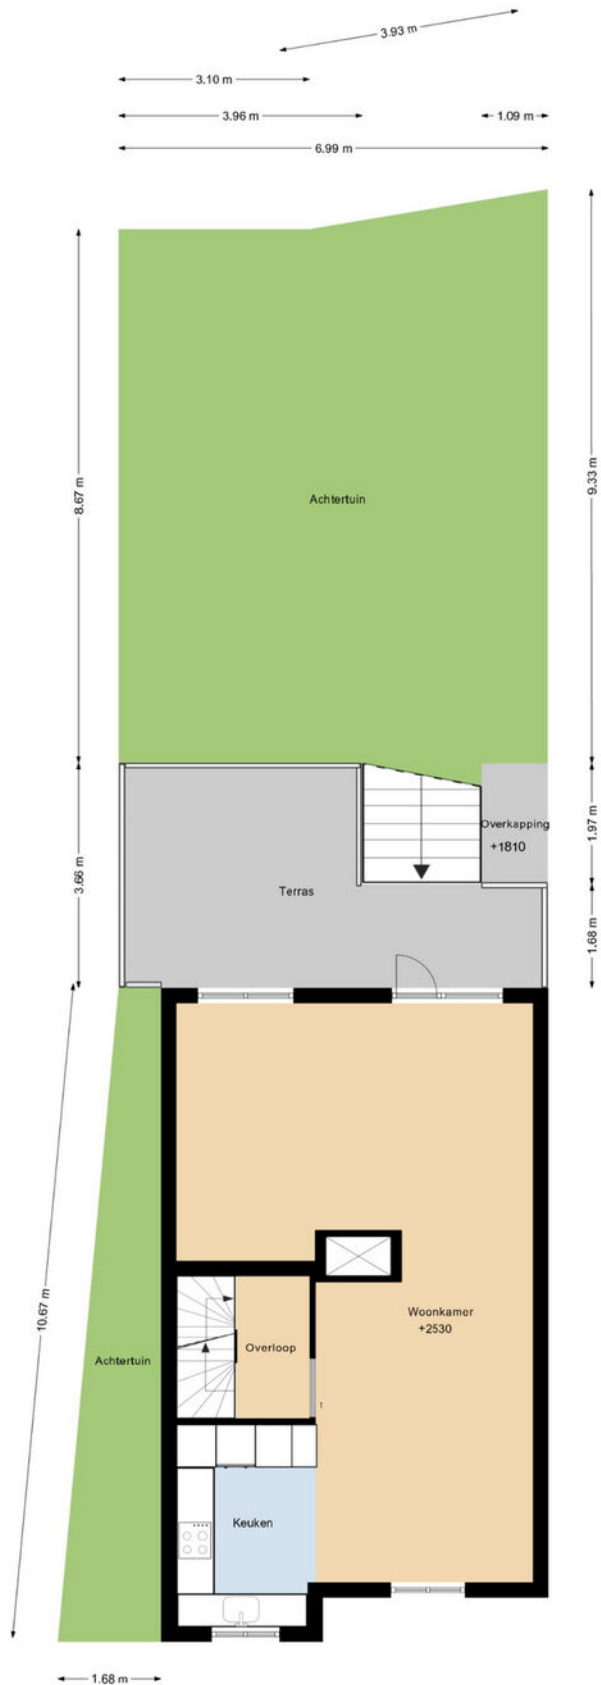 3.93 m
3.10 m
3.96 m
1.09 m
6.99 m
8.67 m
9.33 m
Achtertuin
3.66 m
Overkapping
+1810
1.97 m
Terras
1.68 m
10.67 m
Woonkamer
+2530
Overloop
Achtertuin
Keuken
1.68 m